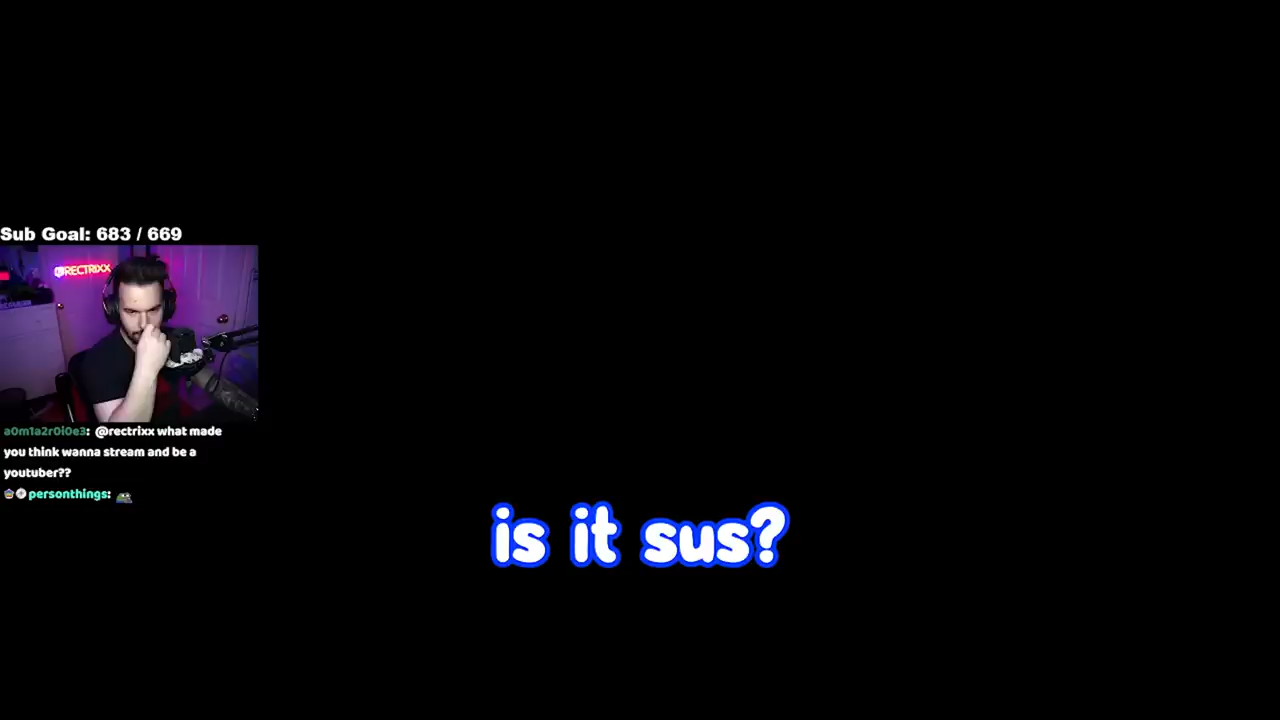 Sub Goal: 683 / 669
@RECTRIXX
a0m1a2r0i0e3: @rectrixx what made
you think wanna stream and be a
youtuber??
personthings:
is it sus?